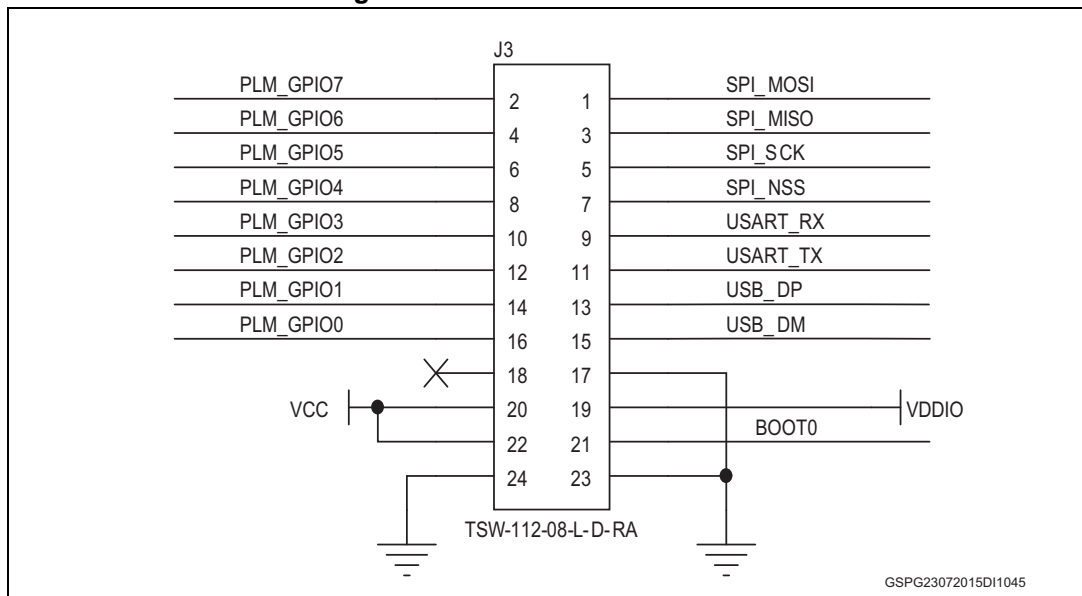 J3
PLM_GPIO7 2 1 SPI_MOSI
PLM_GPIO6 4 3 SPI_MISO
PLM_GPIO5 6 5 SPI_SCK
PLM_GPIO4 8 7 SPI_NSS
PLM_GPIO3 10 9 USART_RX
PLM_GPIO2 12 11 USART_TX
PLM_GPIO1 14 13 USB_DP
PLM_GPIO0 16 15 USB_DM
18 17
VCC 20 19 VDDIO
22 21 BOOT0
24 23
TSW-112-08-L-D-RA
GSPG23072015DI1045